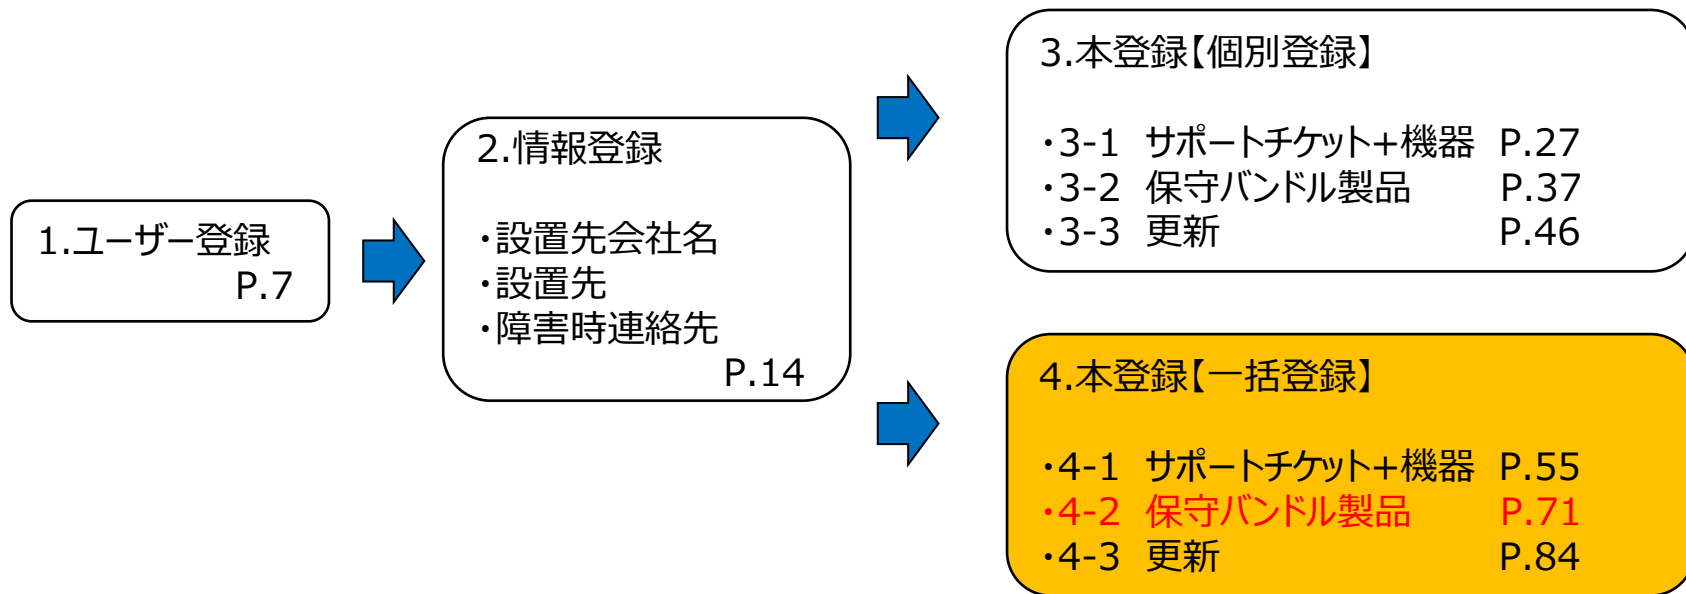 1.ユーザー登録
P.7
2.情報登録
・設置先会社名
・設置先
・障害時連絡先
P.14
3.本登録【個別登録】
・3-1 サポートチケット+機器 P.27
・3-2 保守バンドル製品 P.37
・3-3 更新 P.46
4.本登録【一括登録】
・4-1 サポートチケット+機器 P.55
・4-2 保守バンドル製品 P.71
・4-3 更新 P.84